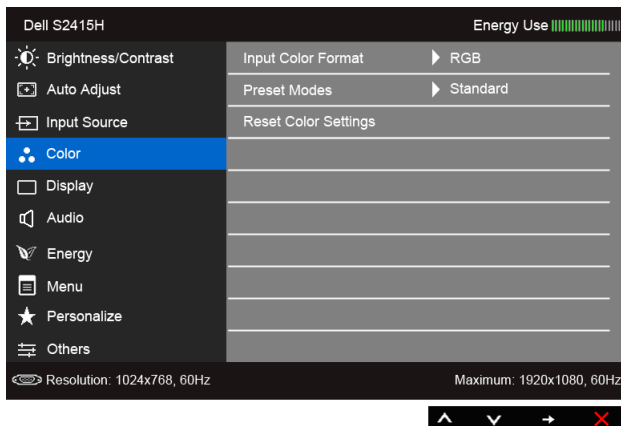 Dell S2415H Energy Use
Brightness/Contrast Input Color Format RGB
Auto Adjust Preset Modes Standard
Input Source Reset Color Settings
Color
Display
Audio
Energy
Menu
Personalize
Others
Resolution: 1024x768, 60Hz Maximum: 1920x1080, 60Hz